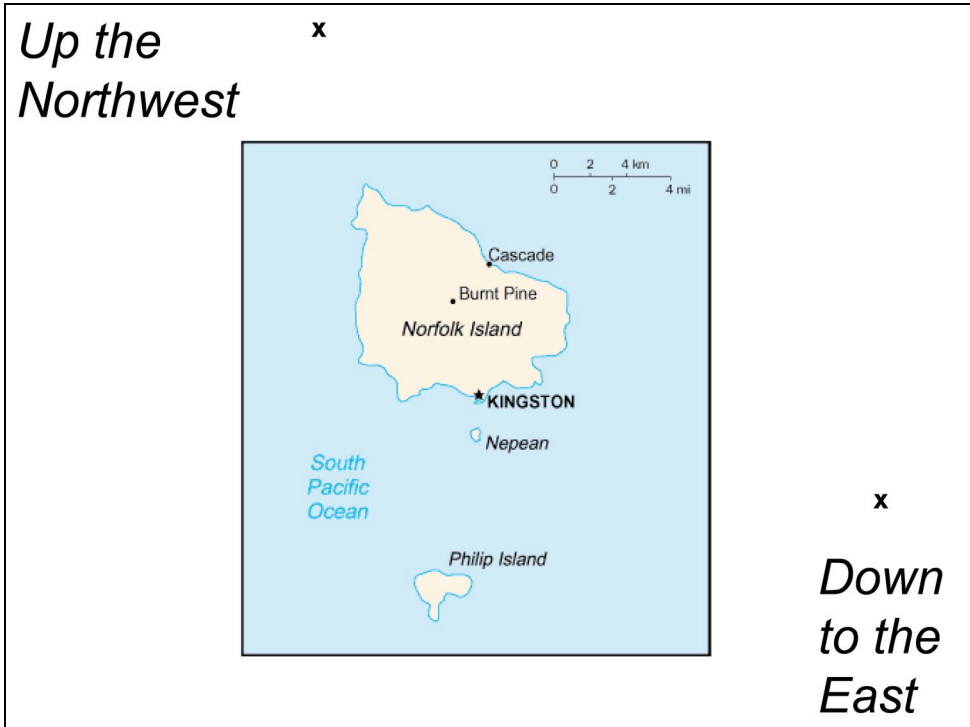 Up the
Northwest
x
0 2 4 km
0 2 4 mi
Cascade
Burnt Pine
Norfolk Island
KINGSTON
Nepean
South
Pacific
Ocean
Philip Island
x
Down
to the
East